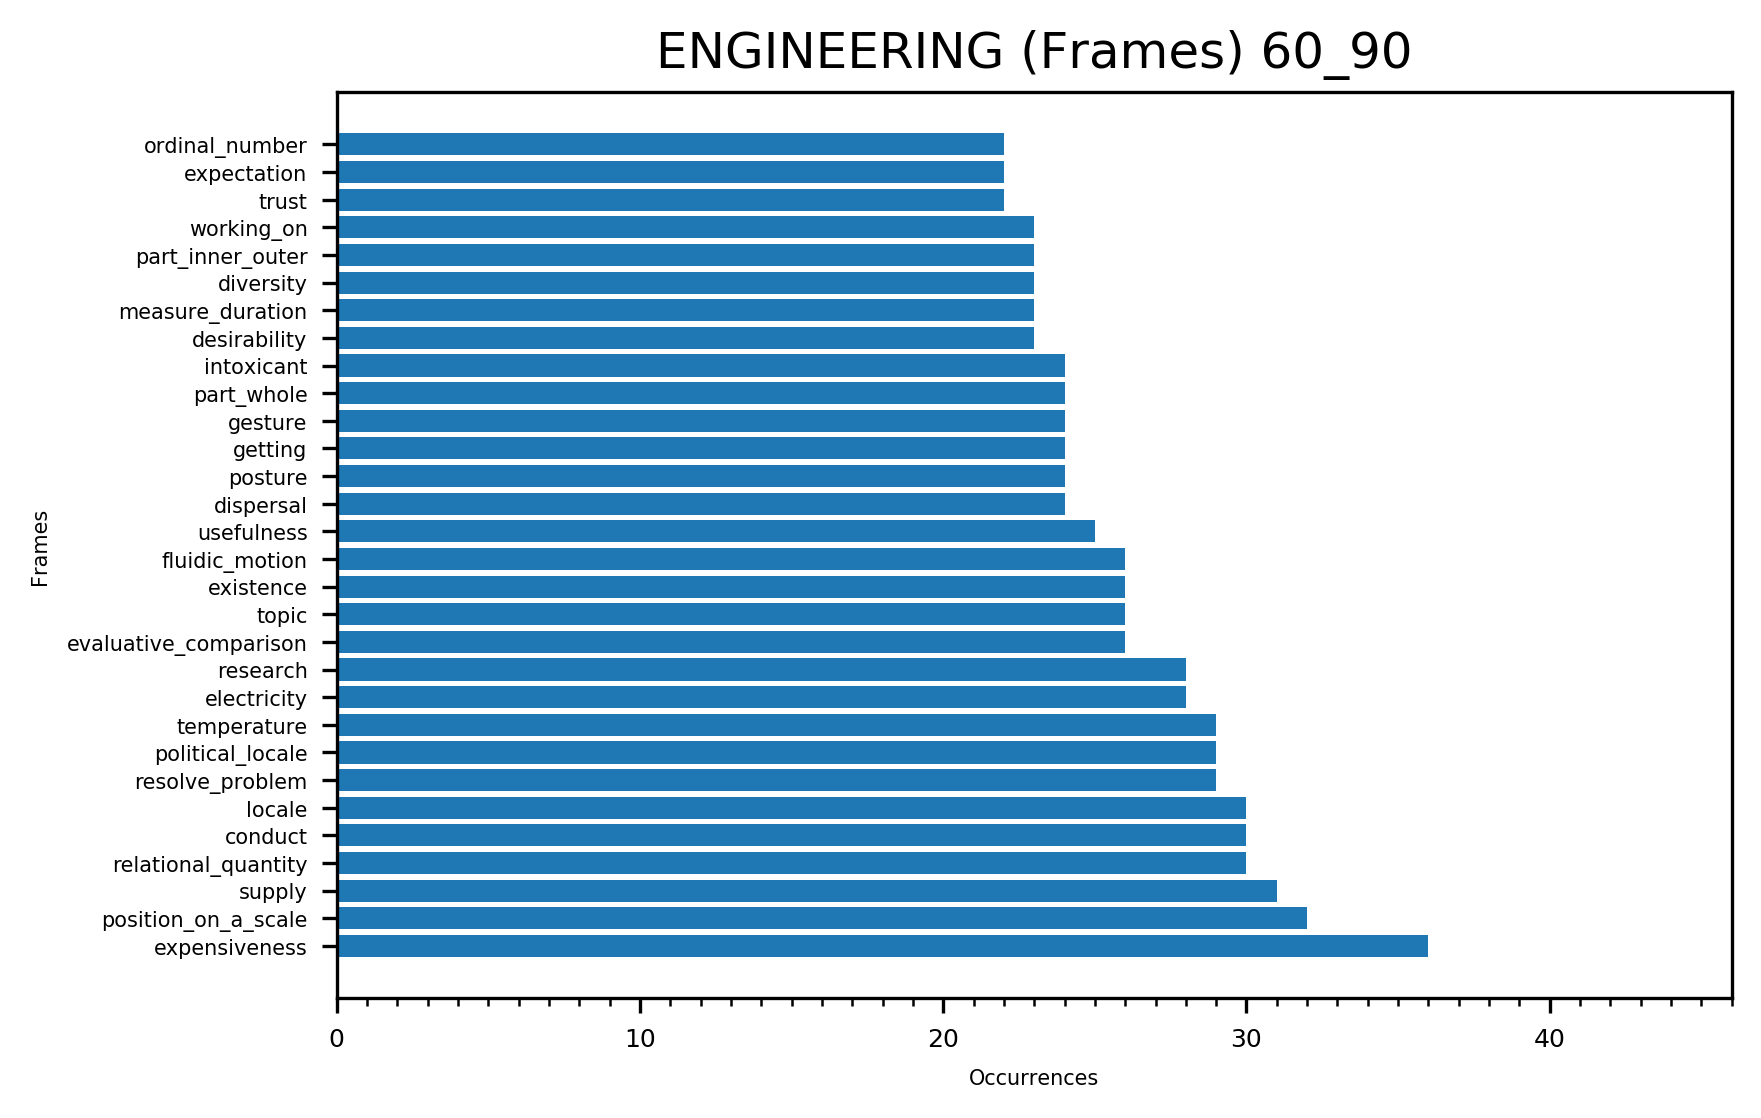 ENGINEERING (Frames) 60_90
ordinal_number
expectation
trust
working_on
part_inner_outer
diversity
measure_duration
desirability
intoxicant
part_whole
gesture
getting
posture
dispersal
usefulness
fluidic_motion
existence
topic
evaluative_comparison
research
electricity
temperature
political_locale
resolve_problem
locale
conduct
relational_quantity
supply
position_on_a_scale
expensiveness
Frames
0 10 20 30 40
Occurrences